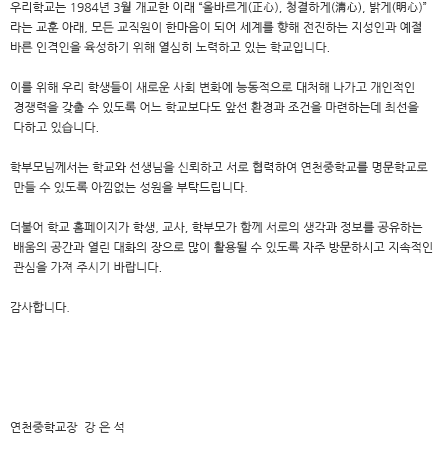 우리학교는 1984년 3월 개교한 이래 “올바르게(正心), 청결하게(淸心), 밝게(明心)”
라는 교훈 아래, 모든 교직원이 한마음이 되어 세계를 향해 전진하는 지성인과 예절
바른 인격인을 육성하기 위해 열심히 노력하고 있는 학교입니다.
이를 위해 우리 학생들이 새로운 사회 변화에 능동적으로 대처해 나가고 개인적인
경쟁력을 갖출 수 있도록 어느 학교보다도 앞선 환경과 조건을 마련하는데 최선을
다하고 있습니다.
학부모님께서는 학교와 선생님을 신뢰하고 서로 협력하여 연천중학교를 명문학교로
만들 수 있도록 아낌없는 성원을 부탁드립니다.
더불어 학교 홈페이지가 학생, 교사, 학부모가 함께 서로의 생각과 정보를 공유하는
배움의 공간과 열린 대화의 장으로 많이 활용될 수 있도록 자주 방문하시고 지속적인
관심을 가져 주시기 바랍니다.
감사합니다.
연천중학교장 강 은 석